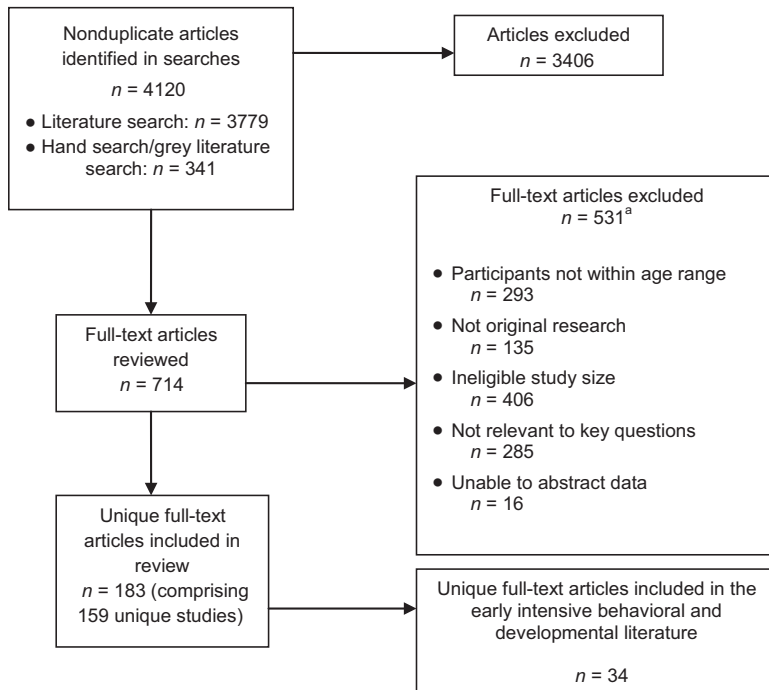 Nonduplicate articles
identified in searches
n = 4120
● Literature search: n = 3779
● Hand search/grey literature
search: n = 341
Articles excluded
n = 3406
Full-text articles excluded
n = 531a
● Participants not within age range
n = 293
● Not original research
n = 135
● Ineligible study size
n = 406
● Not relevant to key questions
n = 285
● Unable to abstract data
n = 16
Full-text articles
reviewed
n = 714
Unique full-text
articles included in
review
n = 183 (comprising
159 unique studies)
Unique full-text articles included in the
early intensive behavioral and
developmental literature
n = 34